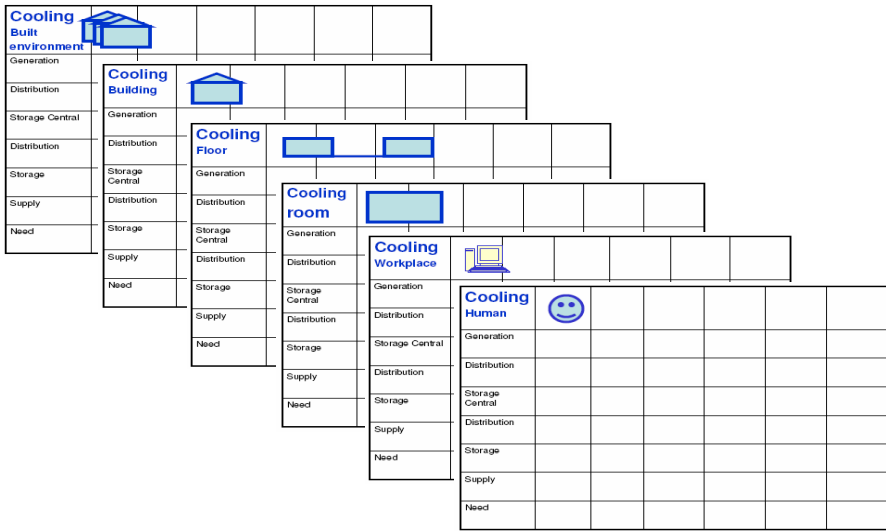 Cooling
Built
environment
Generation
Distribution
Storage Central
Distribution
Storage
Supply
Need
Cooling
Building
Generation
Distribution
Storage
Central
Distribution
Storage
Supply
Need
Cooling
Floor
Generation
Distribution
Storage
Central
Distribution
Storage
Supply
Need
Cooling
room
Generation
Distribution
Storage
Central
Distribution
Storage
Supply
Need
Cooling
Workplace
Generation
Distribution
Storage Central
Distribution
Storage
Supply
Need
Cooling
Human
Generation
Distribution
Storage
Central
Distribution
Storage
Supply
Need